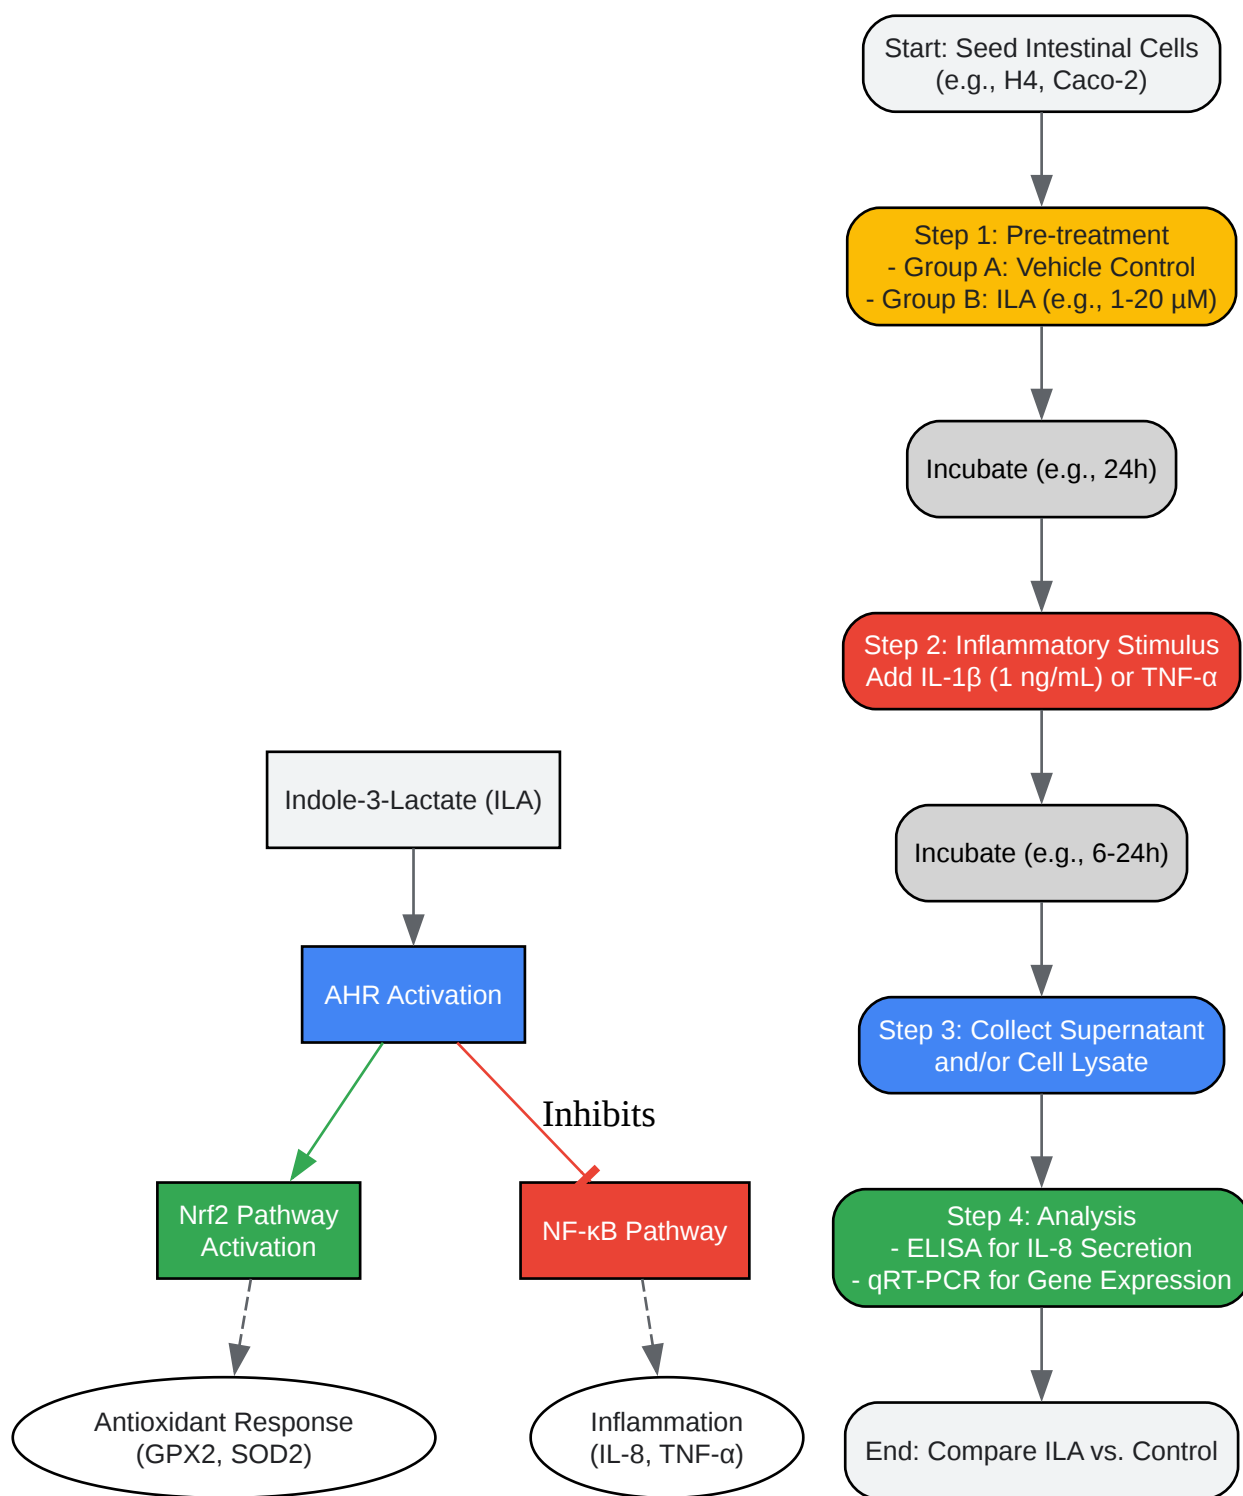 Start: Seed Intestinal Cells
(e.g., H4, Caco-2)
Step 1: Pre-treatment
- Group A: Vehicle Control
- Group B: ILA (e.g., 1-20 µM)
Incubate (e.g., 24h)
Step 2: Inflammatory Stimulus
Add IL-1β (1 ng/mL) or TNF-α
Incubate (e.g., 6-24h)
Step 3: Collect Supernatant
and/or Cell Lysate
Step 4: Analysis
- ELISA for IL-8 Secretion
- qRT-PCR for Gene Expression
End: Compare ILA vs. Control
Indole-3-Lactate (ILA)
AHR Activation
Inhibits
Nrf2 Pathway
Activation
NF-κB Pathway
Antioxidant Response
(GPX2, SOD2)
Inflammation
(IL-8, TNF-α)